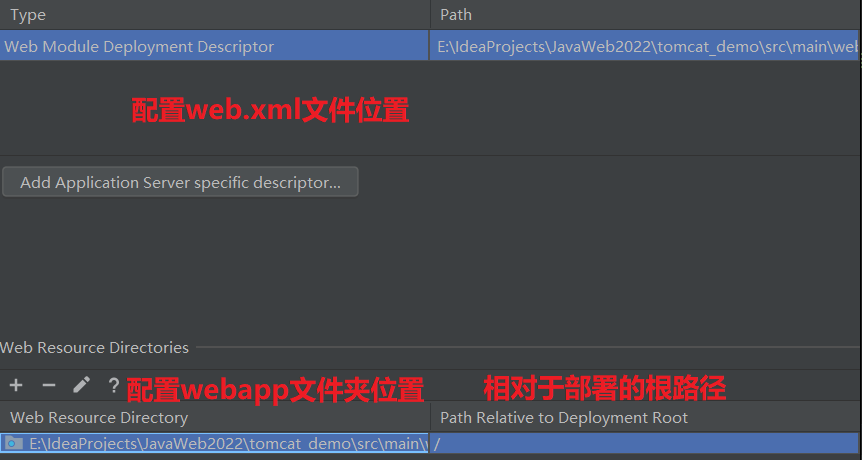 Type Path
Web Module Deployment Descriptor E:\IdeaProjects\JavaWeb2022\tomcat_demo\src\main\web
配置web.xml文件位置
Add Application Server specific descriptor...
Web Resource Directories
+ − ? 配置webapp文件夹位置 相对于部署的根路径
Web Resource Directory Path Relative to Deployment Root
E:\IdeaProjects\JavaWeb2022\tomcat_demo\src\main\ /